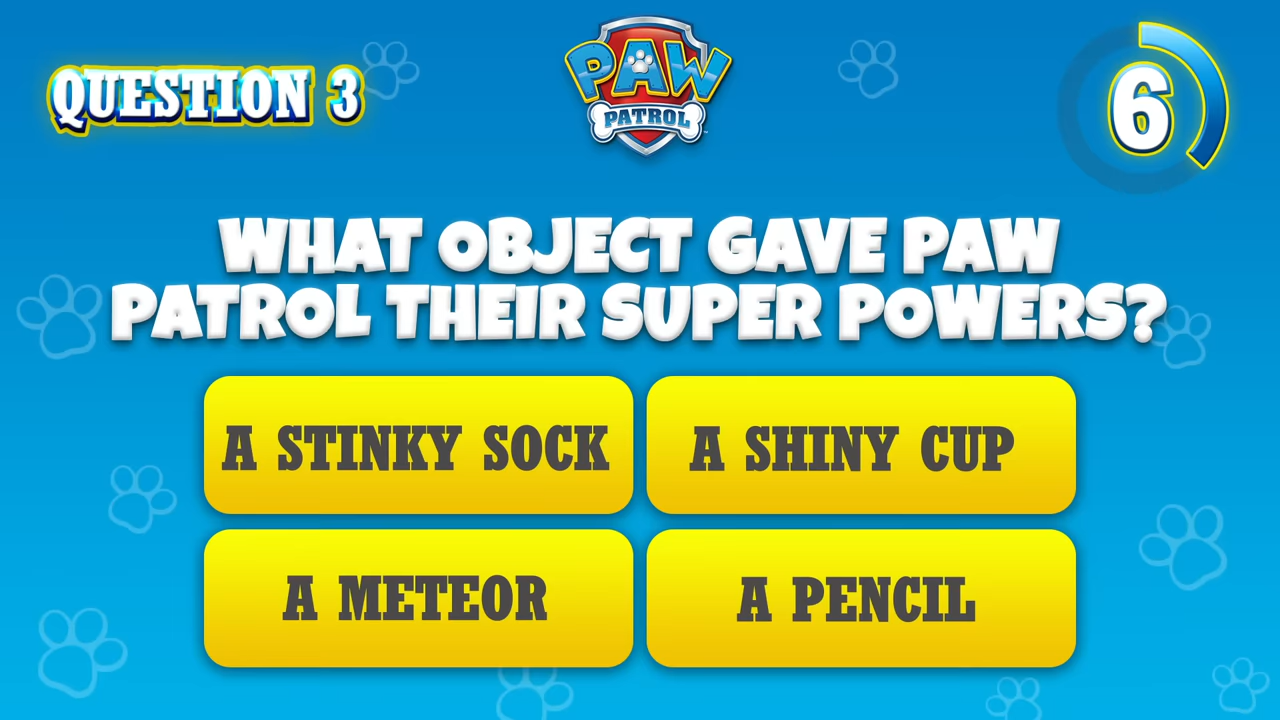 QUESTION 3
PAW
PATROL
6
WHAT OBJECT GAVE PAW
PATROL THEIR SUPER POWERS?
A STINKY SOCK
A SHINY CUP
A METEOR
A PENCIL